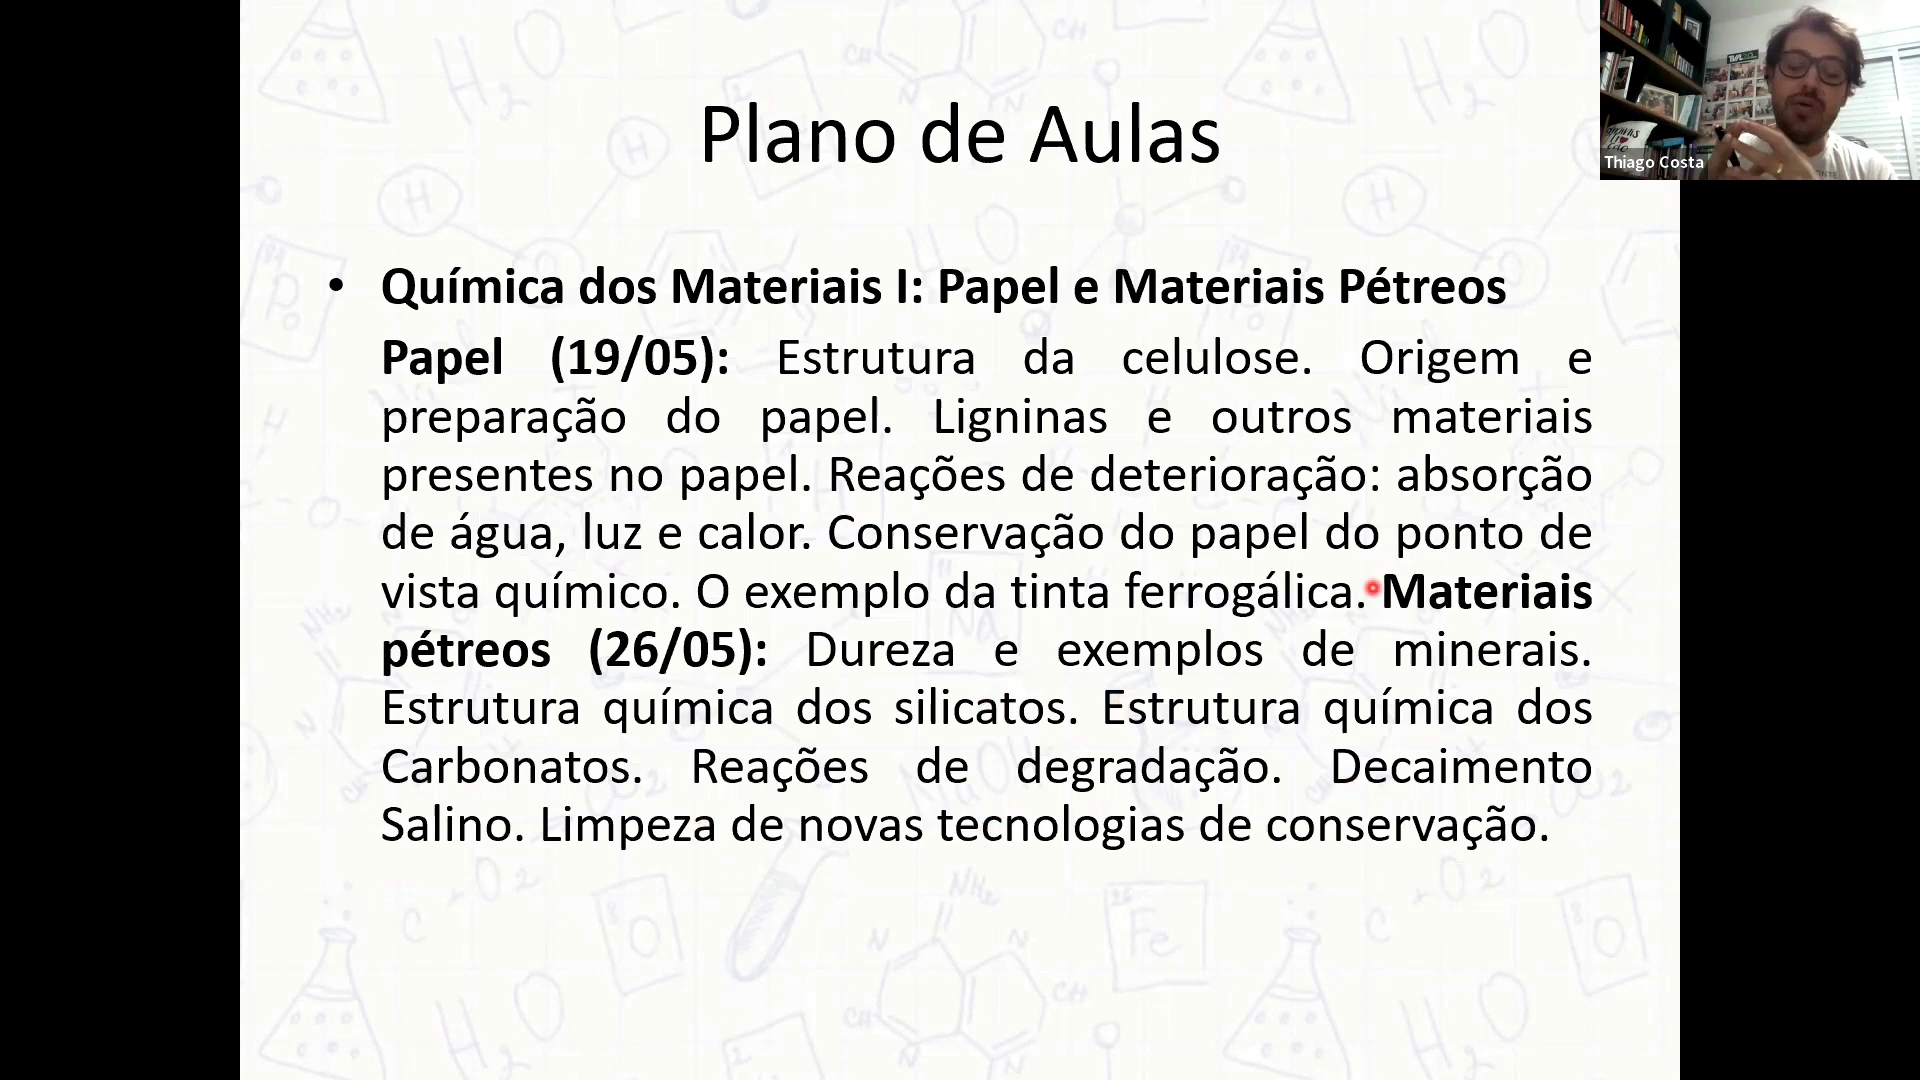 Plano de Aulas
• Química dos Materiais I: Papel e Materiais Pétreos
Papel (19/05): Estrutura da celulose. Origem e
preparação do papel. Ligninas e outros materiais
presentes no papel. Reações de deterioração: absorção
de água, luz e calor. Conservação do papel do ponto de
vista químico. O exemplo da tinta ferrogálica. Materiais
pétreos (26/05): Dureza e exemplos de minerais.
Estrutura química dos silicatos. Estrutura química dos
Carbonatos. Reações de degradação. Decaimento
Salino. Limpeza de novas tecnologias de conservação.
Thiago Costa